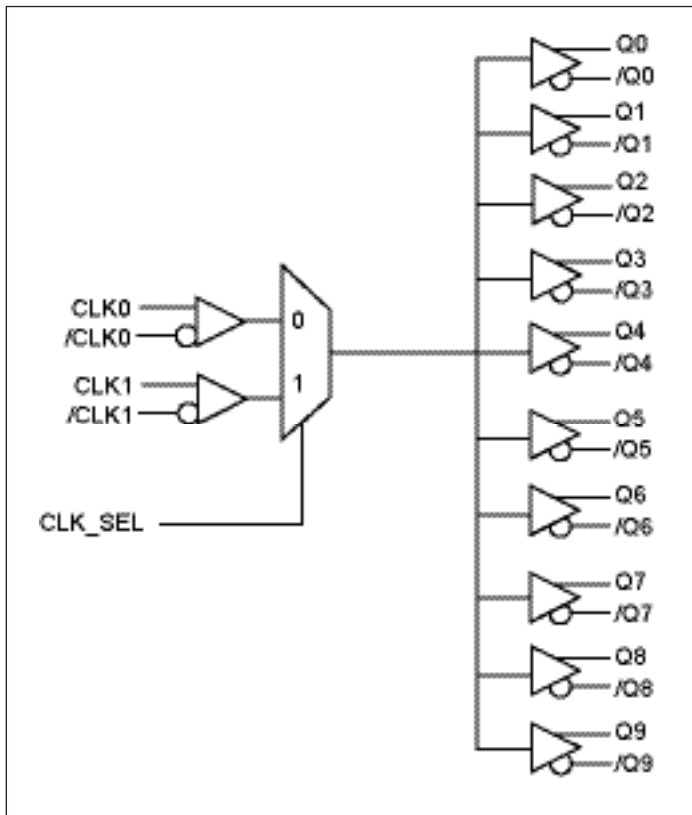 Q0
/Q0
Q1
/Q1
Q2
/Q2
Q3
/Q3
CLK0
/CLK0
0
Q4
/Q4
CLK1
/CLK1
1
Q5
/Q5
CLK_SEL
Q6
/Q6
Q7
/Q7
Q8
/Q8
Q9
/Q9